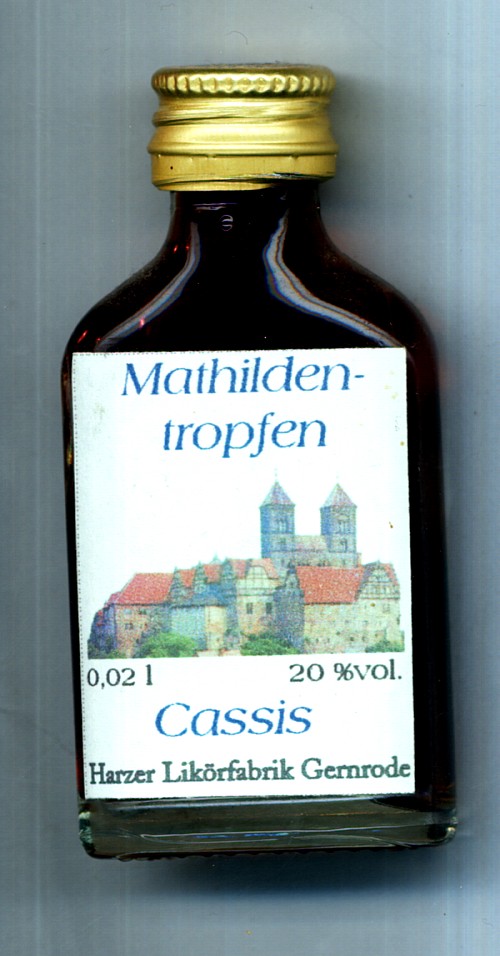 Mathilden-
tropfen
0,02 l 20 %vol.
Cassis
Harzer Likörfabrik Gernrode